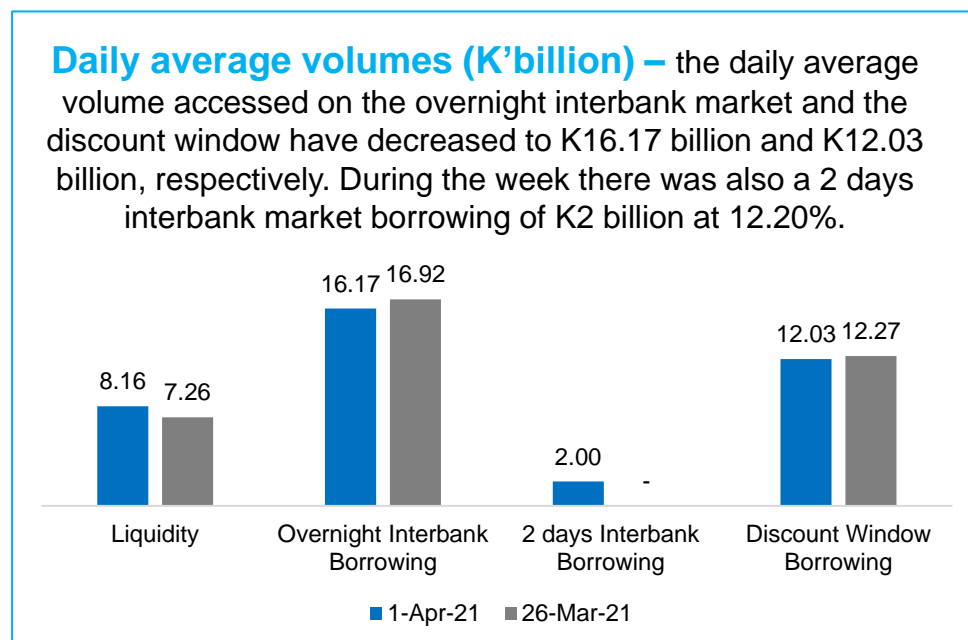 Daily average volumes (K’billion) – the daily average
volume accessed on the overnight interbank market and the
discount window have decreased to K16.17 billion and K12.03
billion, respectively. During the week there was also a 2 days
interbank market borrowing of K2 billion at 12.20%.
8.16
7.26
16.17
16.92
2.00
-
12.03
12.27
Liquidity
Overnight Interbank
Borrowing
2 days Interbank
Borrowing
Discount Window
Borrowing
1-Apr-21
26-Mar-21